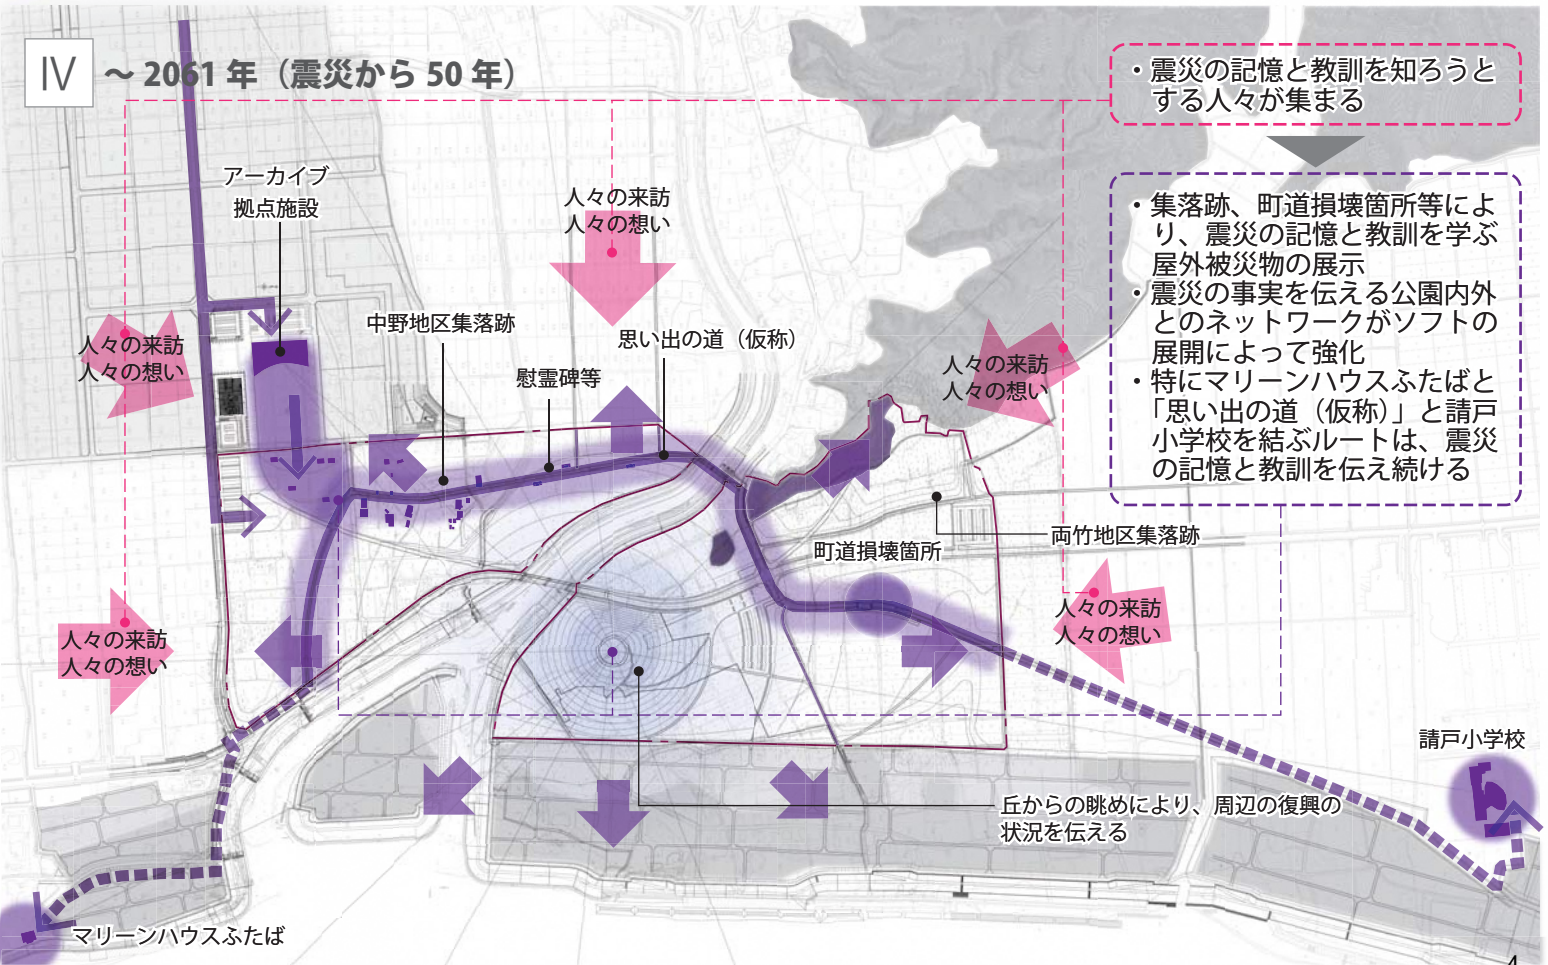 Ⅳ ～ 2061 年（震災から 50 年）
・震災の記憶と教訓を知ろうと
する人々が集まる
・集落跡、町道損壊箇所等によ
り、震災の記憶と教訓を学ぶ
屋外被災物の展示
・震災の事実を伝える公園内外
とのネットワークがソフトの
展開によって強化
・特にマリーンハウスふたばと
「思い出の道（仮称）」と請戸
小学校を結ぶルートは、震災
の記憶と教訓を伝え続ける
アーカイブ
拠点施設
人々の来訪
人々の想い
人々の来訪
人々の想い
中野地区集落跡
慰霊碑等
思い出の道（仮称）
人々の来訪
人々の想い
町道損壊箇所
両竹地区集落跡
人々の来訪
人々の想い
人々の来訪
人々の想い
請戸小学校
丘からの眺めにより、周辺の復興の
状況を伝える
マリーンハウスふたば